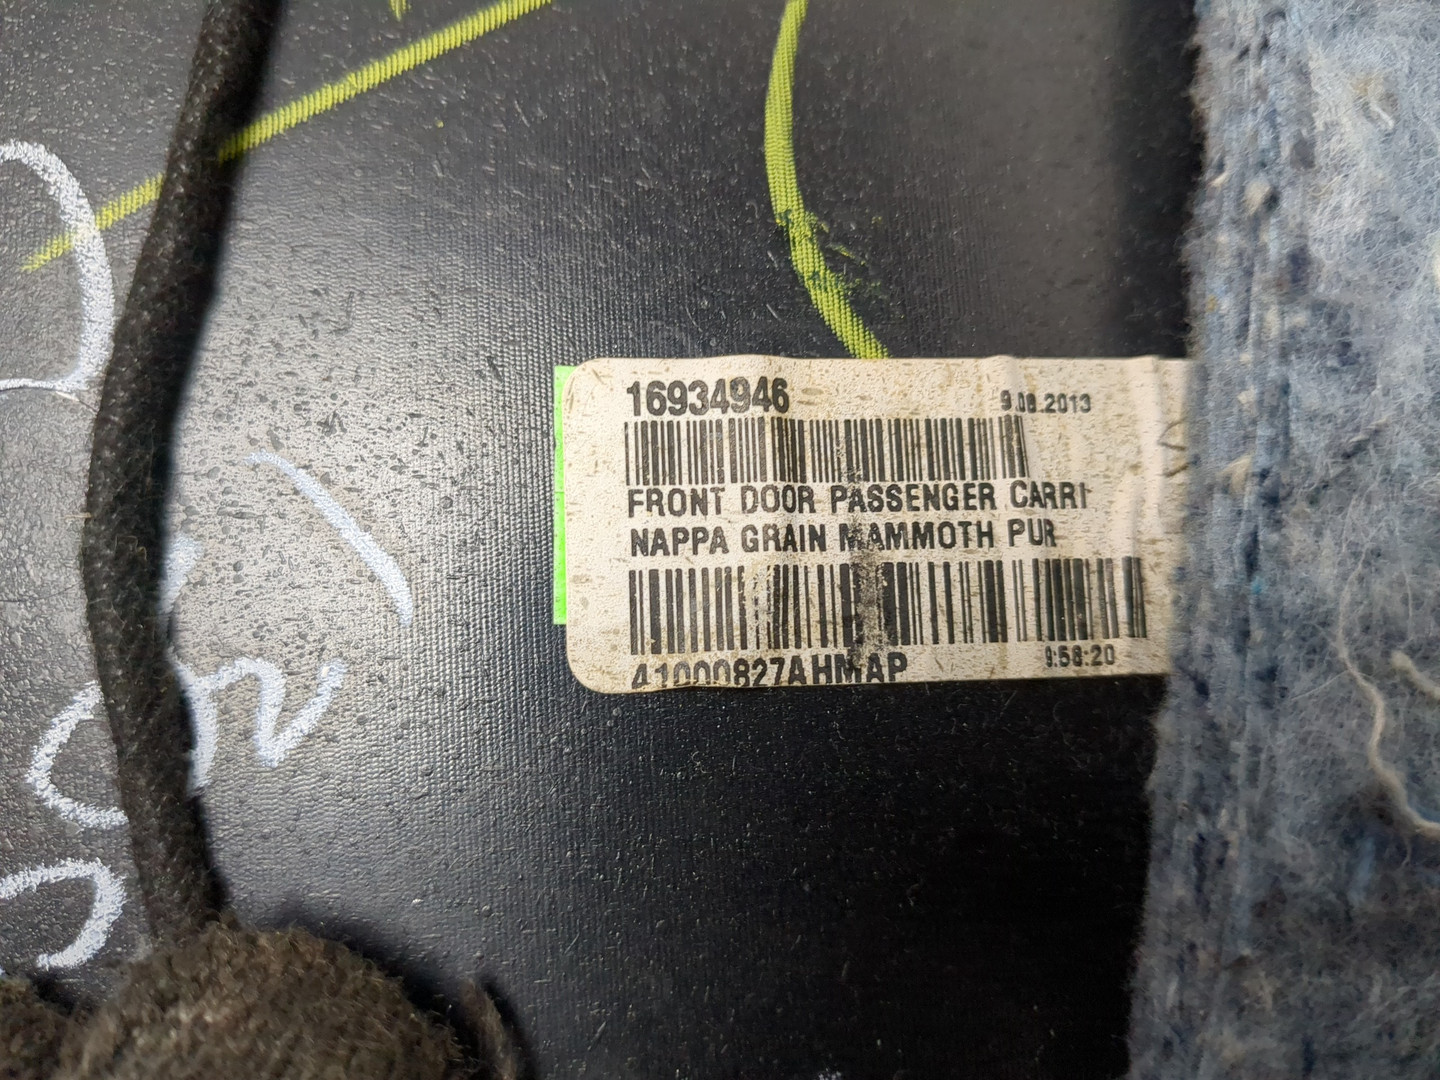 16934946
9.08.2013
FRONT DOOR PASSENGER CARRI
NAPPA GRAIN MAMMOTH PUR
41000827AHMAP
9:58:20